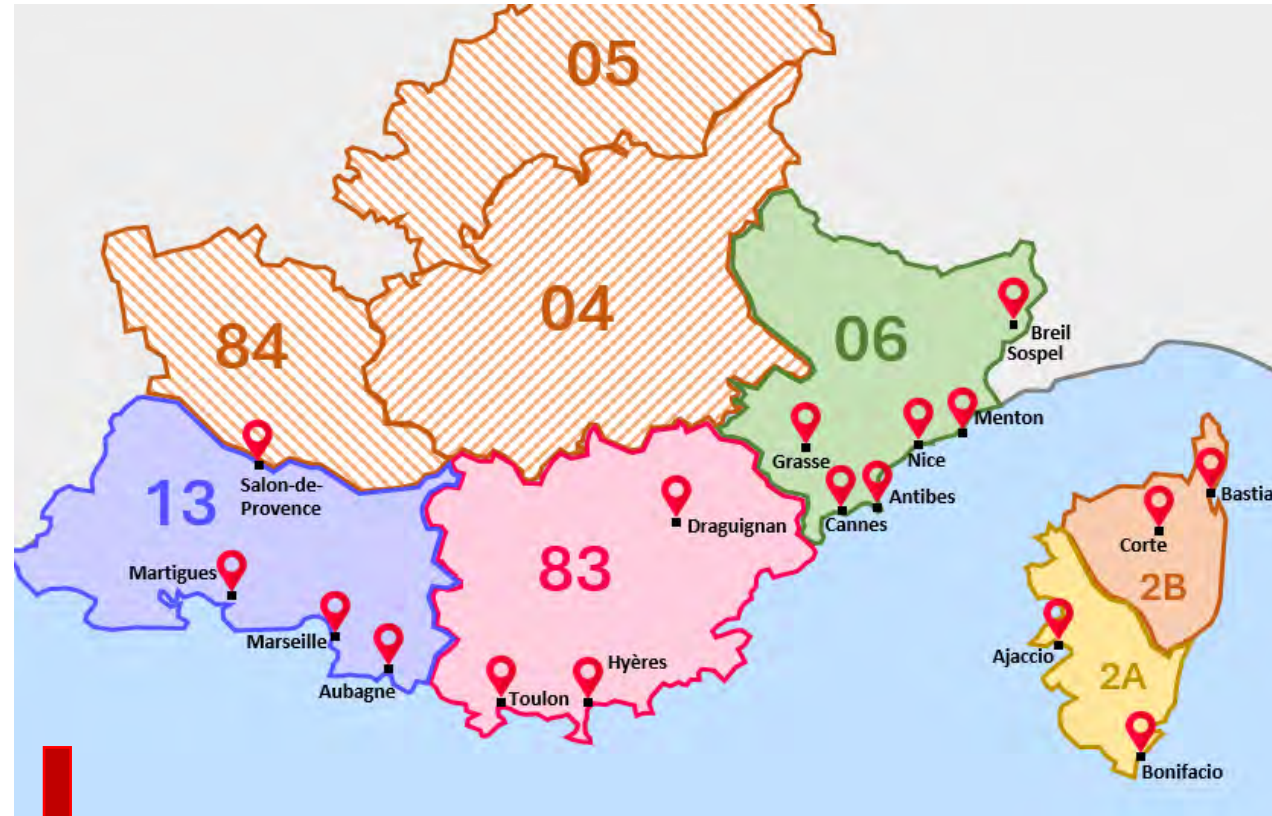 05
04
84
06
Breil
Sospel
Menton
Nice
Grasse
Antibes
Cannes
Salon-de-
Provence
13
Draguignan
83
Martigues
Marseille
Aubagne
Hyères
Toulon
Bastia
Corte
2B
Ajaccio
2A
Bonifacio